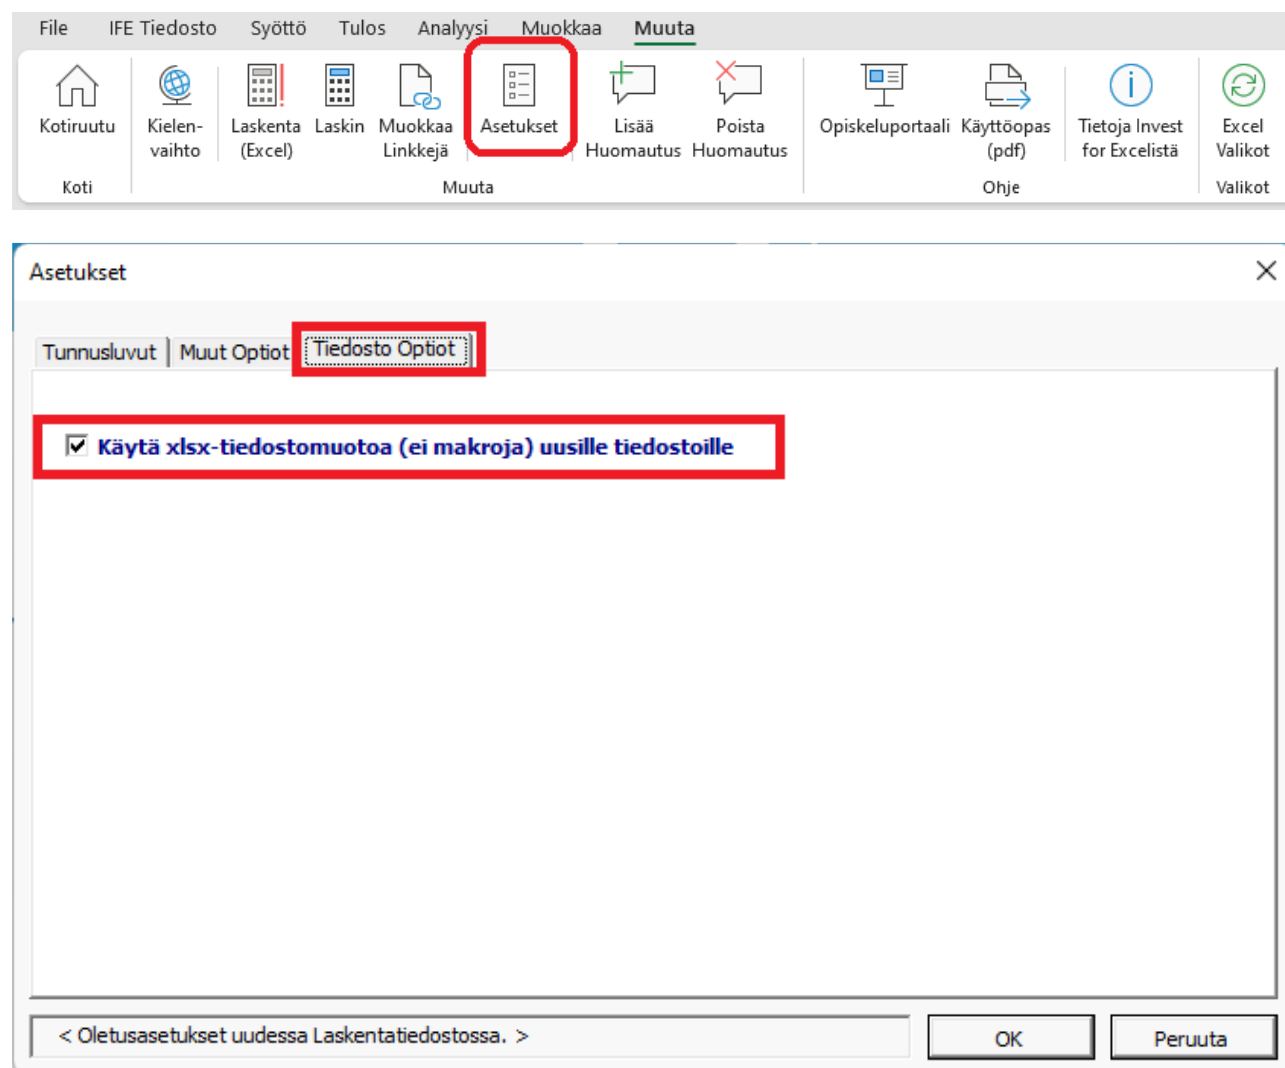 File IFE Tiedosto Syöttö Tulos Analyysi Muokkaa Muuta
Kotiruutu Kielen- Laskenta Laskin Muokkaa Asetukset Lisää Poista Opiskeluportaali Käyttöopas Tietoja Invest Excel
vaihto (Excel) Linkkejä Huomautus Huomautus (pdf) for Excelistä Valikot
Koti Muuta Ohje Valikot
Asetukset
Tunnusluvut Muut Optiot Tiedosto Optiot
Käytä xlsx-tiedostomuotoa (ei makroja) uusille tiedostoille
< Oletusasetukset uudessa Laskentatiedostossa. > OK Peruuta